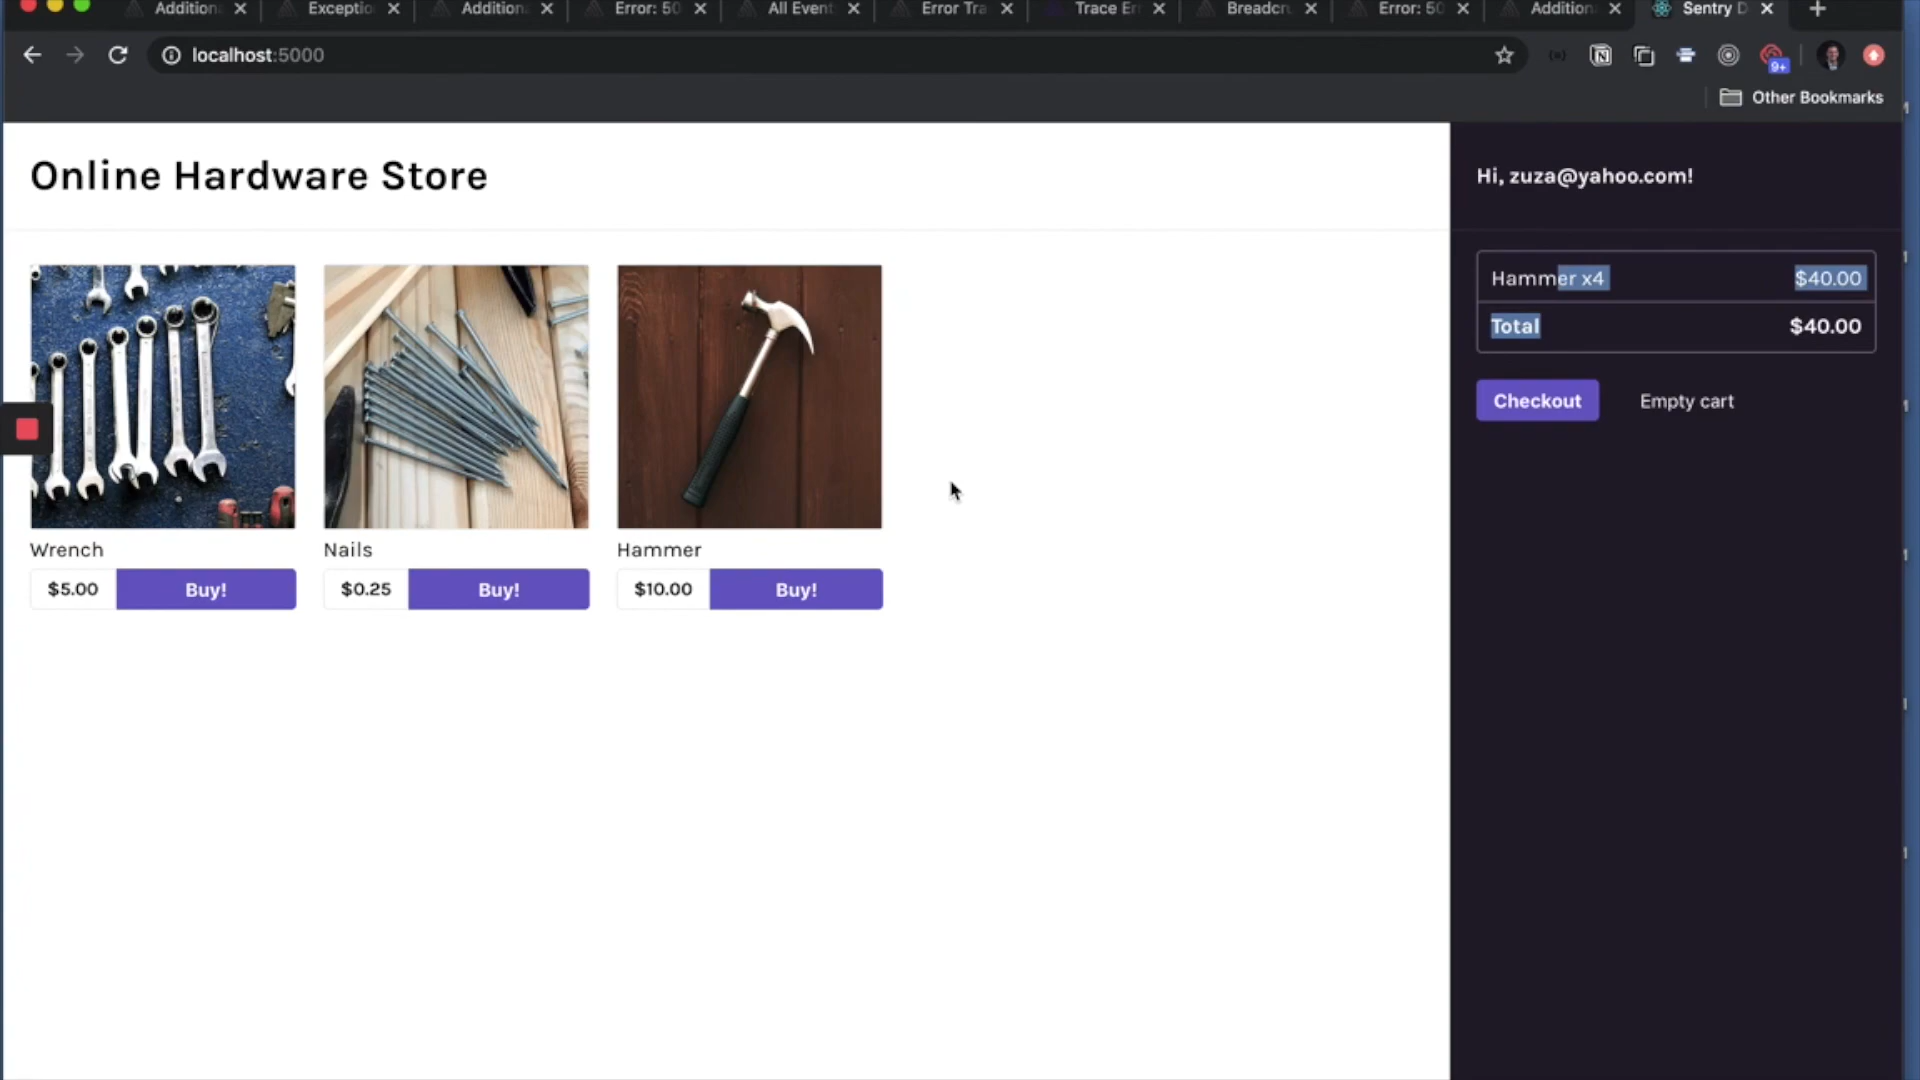 Addition
Exceptio
Addition
Error: 50
All Event
Error Tra
Trace Er
Breadcr
Error: 50
Addition
Sentry D
localhost:5000
9+
Other Bookmarks
Online Hardware Store
Hi, zuza@yahoo.com!
Hammer x4 $40.00
Total $40.00
Checkout Empty cart
Wrench
Nails
Hammer
$5.00 Buy!
$0.25 Buy!
$10.00 Buy!